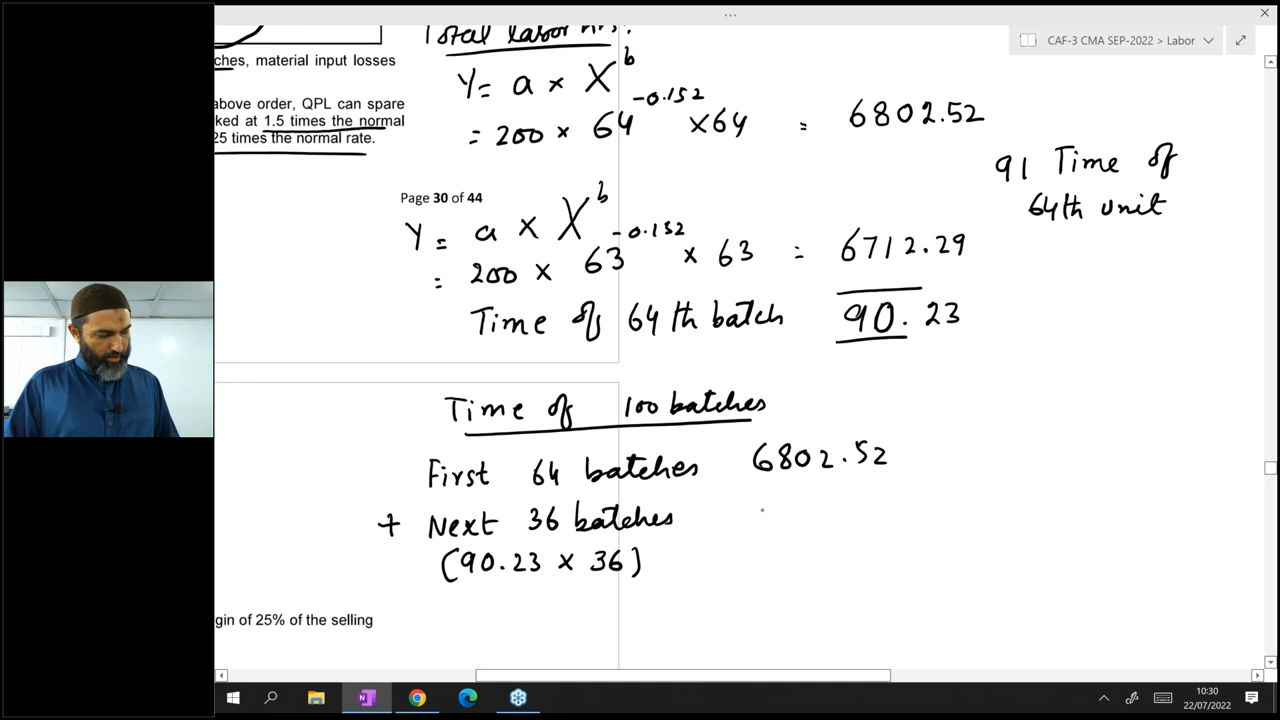 CAF-3 CMA SEP-2022 > Labor
Total labor hrs.
ches, material input losses
above order, QPL can spare
ked at 1.5 times the normal
25 times the normal rate.
Y = a × X^b
= 200 × 64^-0.152 × 64 = 6802.52
91 Time of
64th unit
Page 30 of 44
Y = a × X^b
= 200 × 63^-0.152 × 63 = 6712.29
Time of 64th batch 90.23
Time of 100 batches
First 64 batches 6802.52
+ Next 36 batches
(90.23 × 36)
gin of 25% of the selling
10:30
22/07/2022